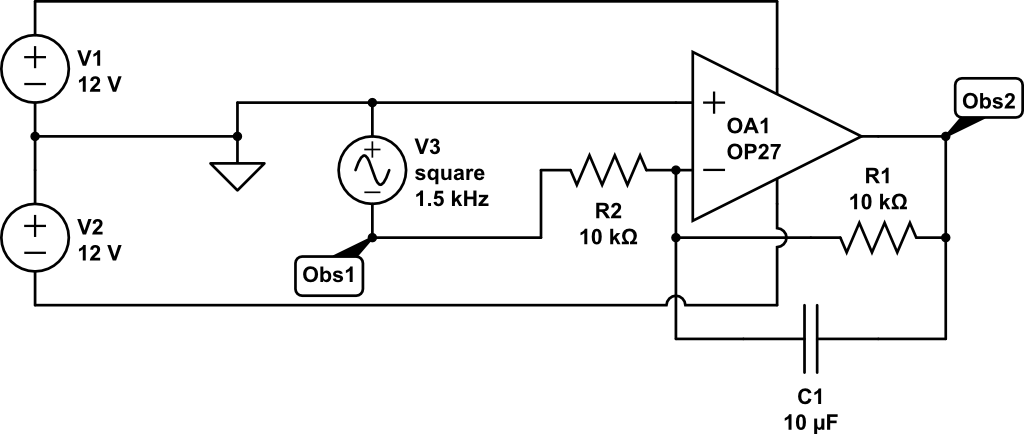 V1
12 V
V2
12 V
V3
square
1.5 kHz
Obs1
R2
10 kΩ
OA1
OP27
Obs2
R1
10 kΩ
C1
10 µF